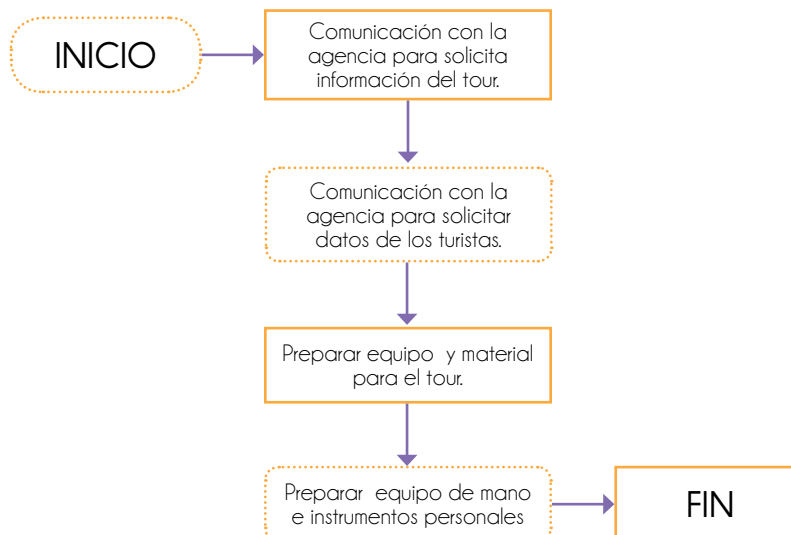 INICIO
Comunicación con la
agencia para solicita
información del tour.
Comunicación con la
agencia para solicitar
datos de los turistas.
Preparar equipo y material
para el tour.
Preparar equipo de mano
e instrumentos personales
FIN